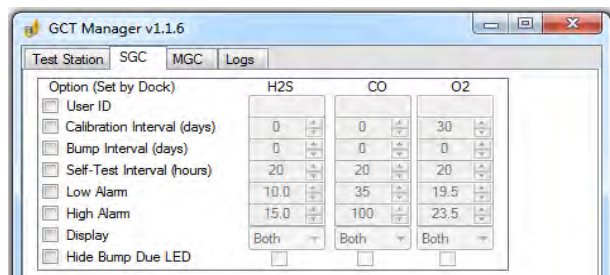 GCT Manager v1.1.6
Test Station SGC MGC Logs
Option (Set by Dock) H2S CO O2
User ID
Calibration Interval (days) 0 0 30
Bump Interval (days) 0 0 0
Self-Test Interval (hours) 20 20 20
Low Alarm 10.0 35 19.5
High Alarm 15.0 100 23.5
Display Both Both Both
Hide Bump Due LED